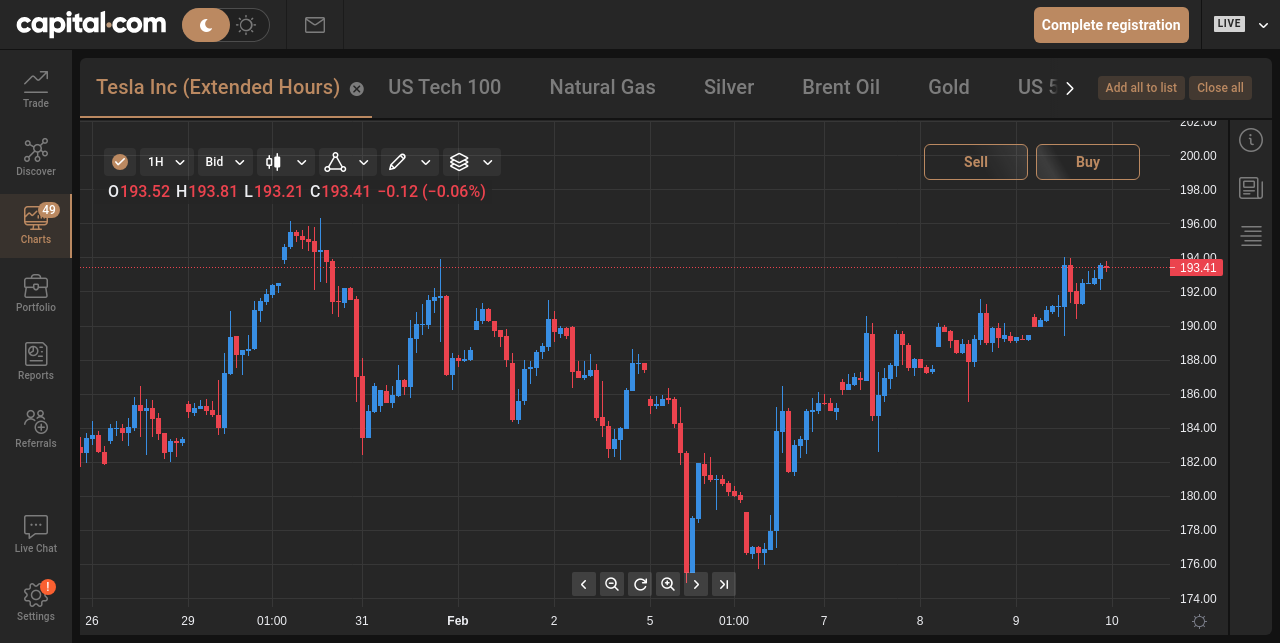 capital.com
Complete registration
LIVE
Trade
Discover
49
Charts
Portfolio
Reports
Referrals
Live Chat
!
Settings
Tesla Inc (Extended Hours)
US Tech 100
Natural Gas
Silver
Brent Oil
Gold
US 5
Add all to list
Close all
1H
Bid
Sell
Buy
O193.52 H193.81 L193.21 C193.41 −0.12 (−0.06%)
202.00
200.00
198.00
196.00
194.00
193.41
192.00
190.00
188.00
186.00
184.00
182.00
180.00
178.00
176.00
174.00
26 29 01:00 31 Feb 2 5 01:00 7 8 9 10